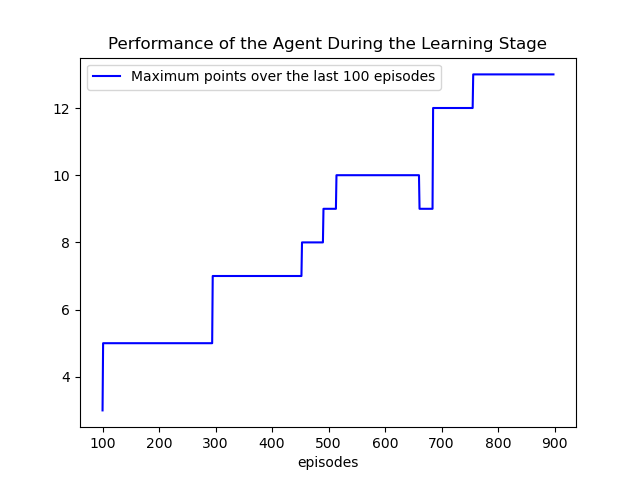 Performance of the Agent During the Learning Stage
Maximum points over the last 100 episodes
12
10
8
6
4
100 200 300 400 500 600 700 800 900
episodes